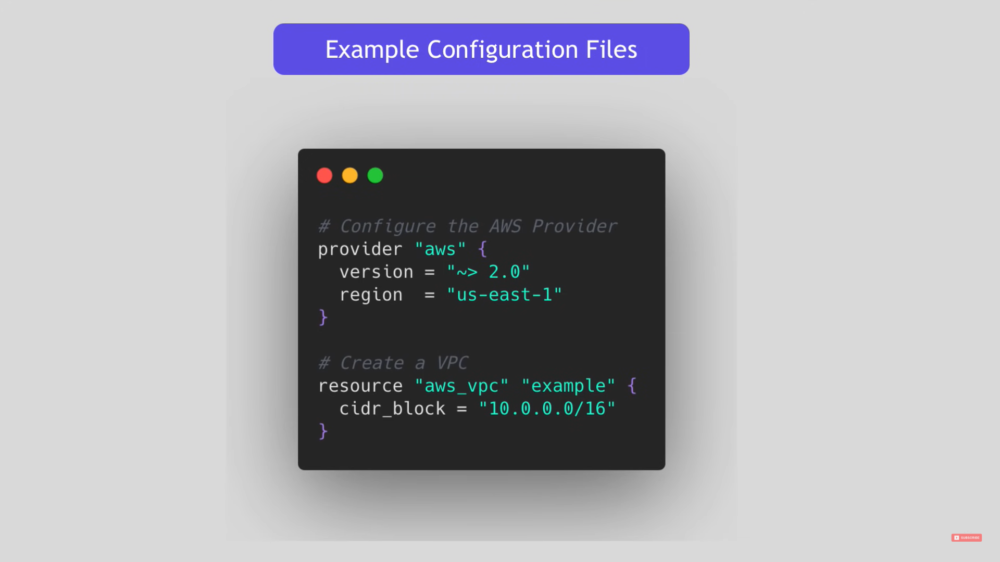 Example Configuration Files
# Configure the AWS Provider
provider "aws" {
  version = "~> 2.0"
  region  = "us-east-1"
}
# Create a VPC
resource "aws_vpc" "example" {
  cidr_block = "10.0.0.0/16"
}
SUBSCRIBE